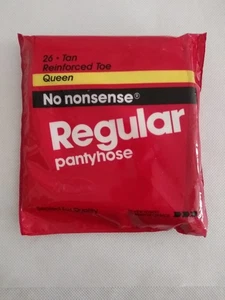 26 - Tan
Reinforced Toe
Queen
No nonsense®
Regular
pantyhose